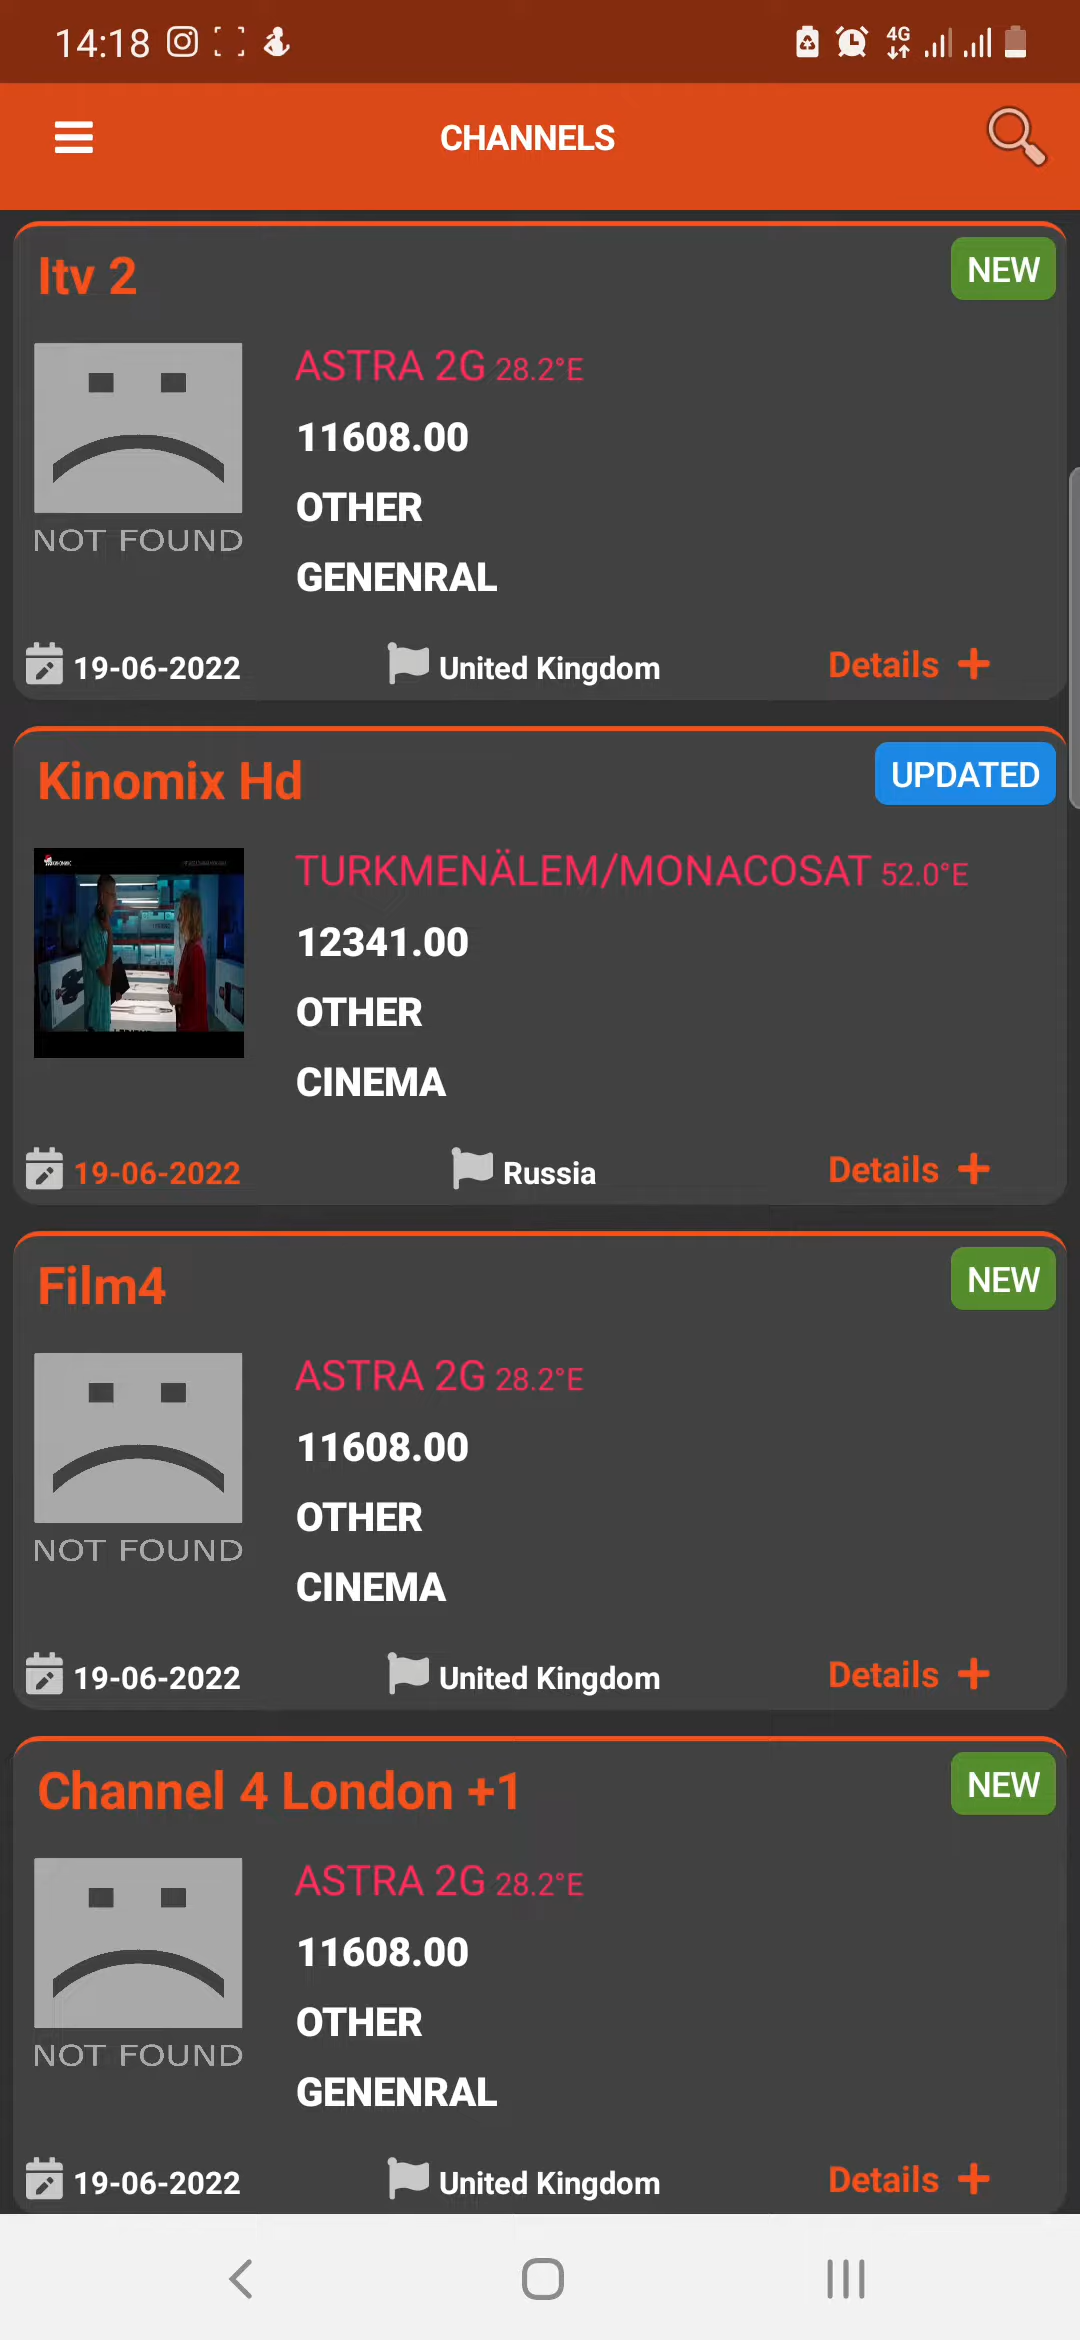 14:18
4G
CHANNELS
Itv 2
NEW
ASTRA 2G 28.2°E
11608.00
OTHER
GENENRAL
NOT FOUND
19-06-2022
United Kingdom
Details +
Kinomix Hd
UPDATED
TURKMENÄLEM/MONACOSAT 52.0°E
12341.00
OTHER
CINEMA
19-06-2022
Russia
Details +
Film4
NEW
ASTRA 2G 28.2°E
11608.00
OTHER
CINEMA
NOT FOUND
19-06-2022
United Kingdom
Details +
Channel 4 London +1
NEW
ASTRA 2G 28.2°E
11608.00
OTHER
GENENRAL
NOT FOUND
19-06-2022
United Kingdom
Details +